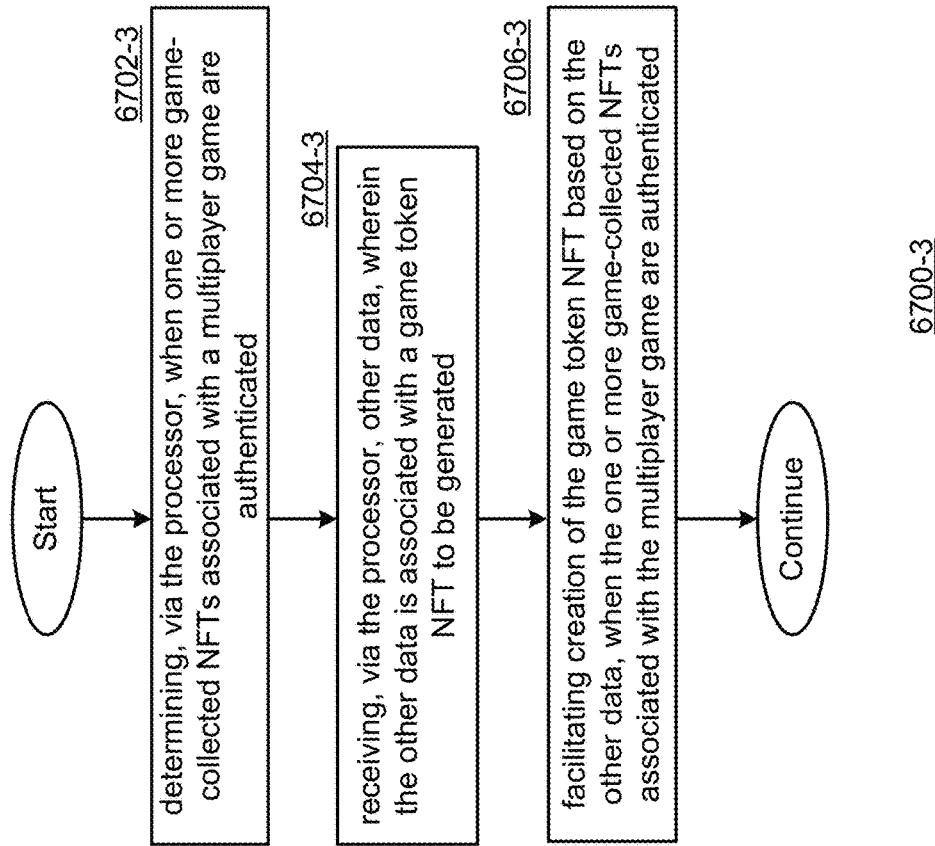 Start
6702-3
determining, via the processor, when one or more game-
collected NFTs associated with a multiplayer game are
authenticated
6704-3
receiving, via the processor, other data, wherein
the other data is associated with a game token
NFT to be generated
6706-3
facilitating creation of the game token NFT based on the
other data, when the one or more game-collected NFTs
associated with the multiplayer game are authenticated
Continue
6700-3